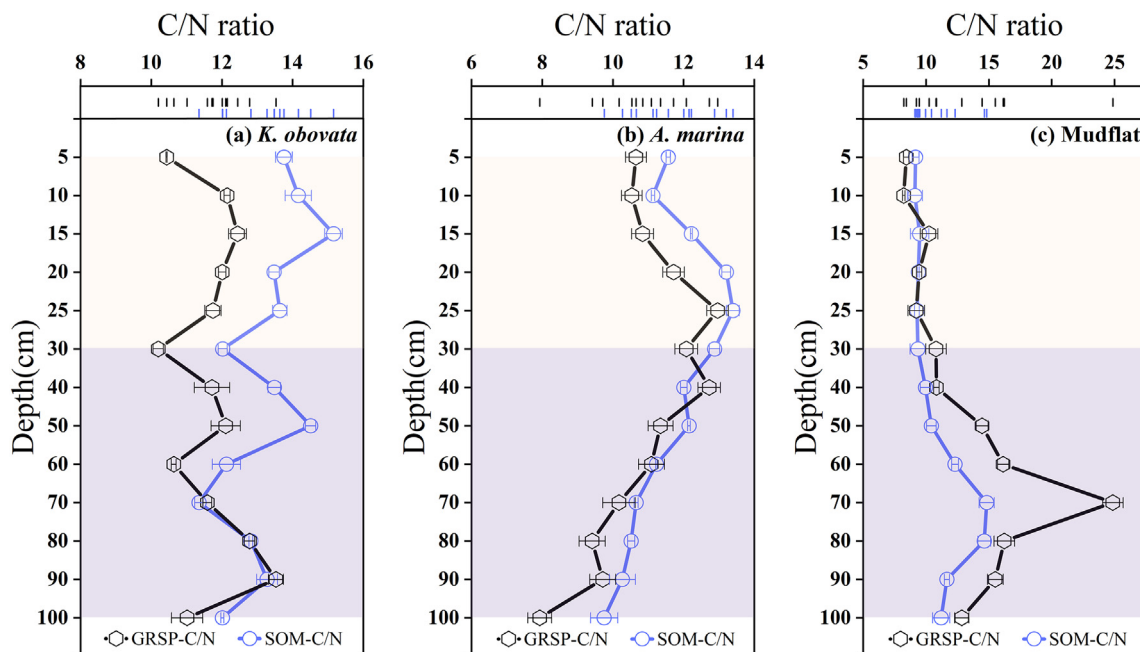 C/N ratio
8 10 12 14 16
(a) K. obovata
Depth(cm)
5
10
15
20
25
30
40
50
60
70
80
90
100
GRSP-C/N SOM-C/N
C/N ratio
6 8 10 12 14
(b) A. marina
Depth(cm)
5
10
15
20
25
30
40
50
60
70
80
90
100
GRSP-C/N SOM-C/N
C/N ratio
5 10 15 20 25
(c) Mudflat
Depth(cm)
5
10
15
20
25
30
40
50
60
70
80
90
100
GRSP-C/N SOM-C/N